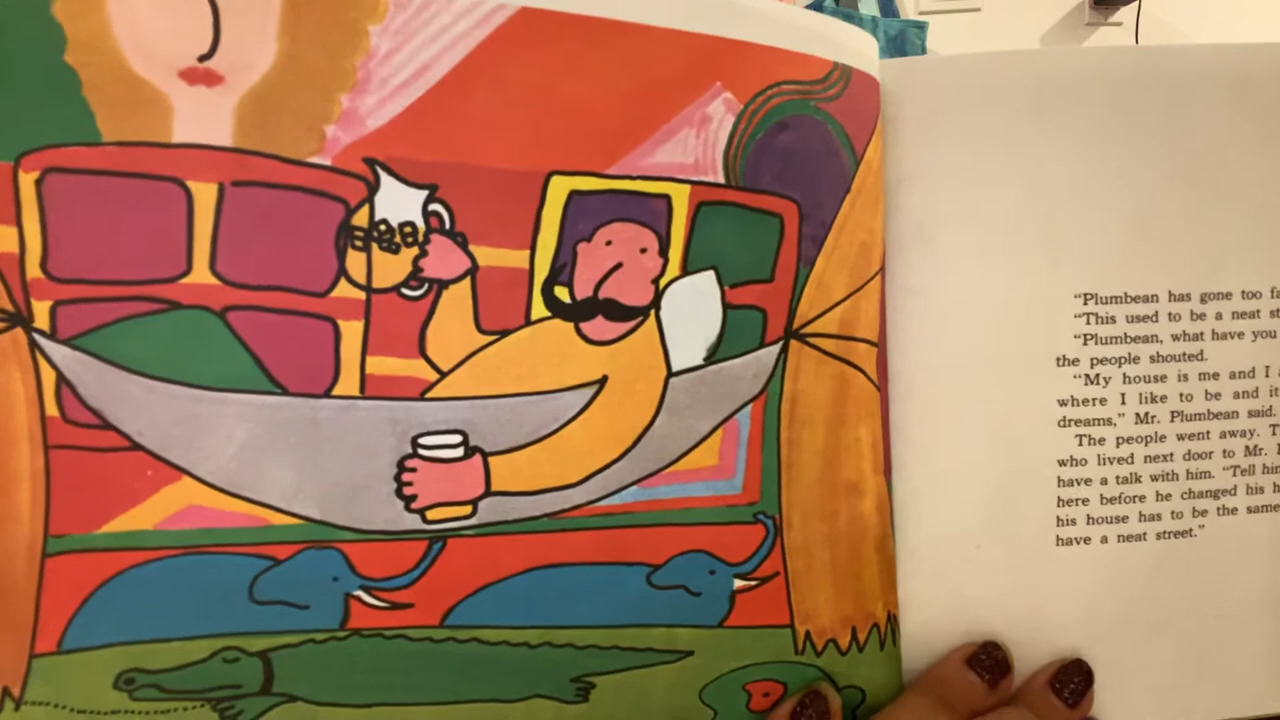 “Plumbean has gone too
“This used to be a neat
“Plumbean, what have you
the people shouted.
“My house is me and I
where I like to be and it
dreams,” Mr. Plumbean said.
The people went away.
who lived next door to Mr.
have a talk with him. “Tell
here before he changed his
his house has to be the same
have a neat street.”